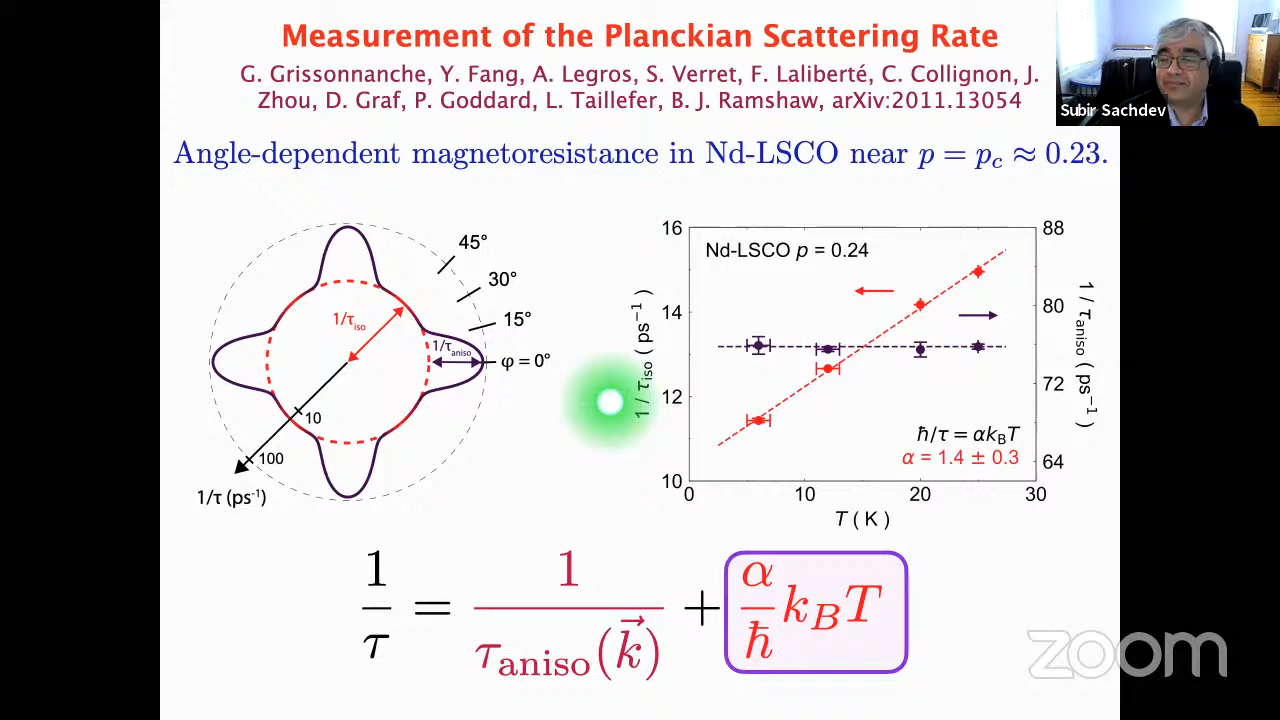 Measurement of the Planckian Scattering Rate
G. Grissonnanche, Y. Fang, A. Legros, S. Verret, F. Laliberté, C. Collignon, J.
Zhou, D. Graf, P. Goddard, L. Taillefer, B. J. Ramshaw, arXiv:2011.13054
Subir Sachdev
Angle-dependent magnetoresistance in Nd-LSCO near p = p_c ≈ 0.23.
45°
30°
15°
φ = 0°
1/τ_iso
1/τ_aniso
10
100
1/τ (ps⁻¹)
Nd-LSCO p = 0.24
16
14
12
10
1 / τ_iso ( ps⁻¹ )
88
80
72
64
1 / τ_aniso ( ps⁻¹ )
ħ/τ = αk_BT
α = 1.4 ± 0.3
0 10 20 30
T ( K )
1/τ = 1/τ_aniso(k⃗) + α/ħ k_B T
zoom